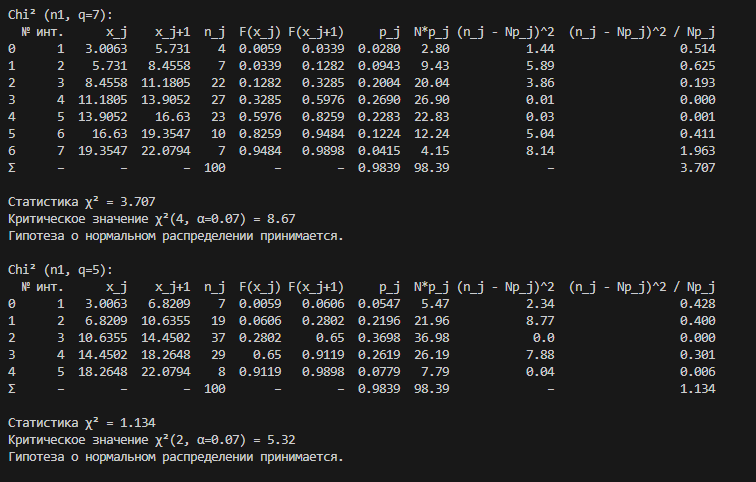 Chi² (n1, q=7):
№ инт. x_j x_j+1 n_j F(x_j) F(x_j+1) p_j N*p_j (n_j - Np_j)^2 (n_j - Np_j)^2 / Np_j
0 1 3.0063 5.731 4 0.0059 0.0339 0.0280 2.80 1.44 0.514
1 2 5.731 8.4558 7 0.0339 0.1282 0.0943 9.43 5.89 0.625
2 3 8.4558 11.1805 22 0.1282 0.3285 0.2004 20.04 3.86 0.193
3 4 11.1805 13.9052 27 0.3285 0.5976 0.2690 26.90 0.01 0.000
4 5 13.9052 16.63 23 0.5976 0.8259 0.2283 22.83 0.03 0.001
5 6 16.63 19.3547 10 0.8259 0.9484 0.1224 12.24 5.04 0.411
6 7 19.3547 22.0794 7 0.9484 0.9898 0.0415 4.15 8.14 1.963
Σ – – – 100 – – 0.9839 98.39 – 3.707
Статистика χ² = 3.707
Критическое значение χ²(4, α=0.07) = 8.67
Гипотеза о нормальном распределении принимается.
Chi² (n1, q=5):
№ инт. x_j x_j+1 n_j F(x_j) F(x_j+1) p_j N*p_j (n_j - Np_j)^2 (n_j - Np_j)^2 / Np_j
0 1 3.0063 6.8209 7 0.0059 0.0606 0.0547 5.47 2.34 0.428
1 2 6.8209 10.6355 19 0.0606 0.2802 0.2196 21.96 8.77 0.400
2 3 10.6355 14.4502 37 0.2802 0.65 0.3698 36.98 0.0 0.000
3 4 14.4502 18.2648 29 0.65 0.9119 0.2619 26.19 7.88 0.301
4 5 18.2648 22.0794 8 0.9119 0.9898 0.0779 7.79 0.04 0.006
Σ – – – 100 – – 0.9839 98.39 – 1.134
Статистика χ² = 1.134
Критическое значение χ²(2, α=0.07) = 5.32
Гипотеза о нормальном распределении принимается.